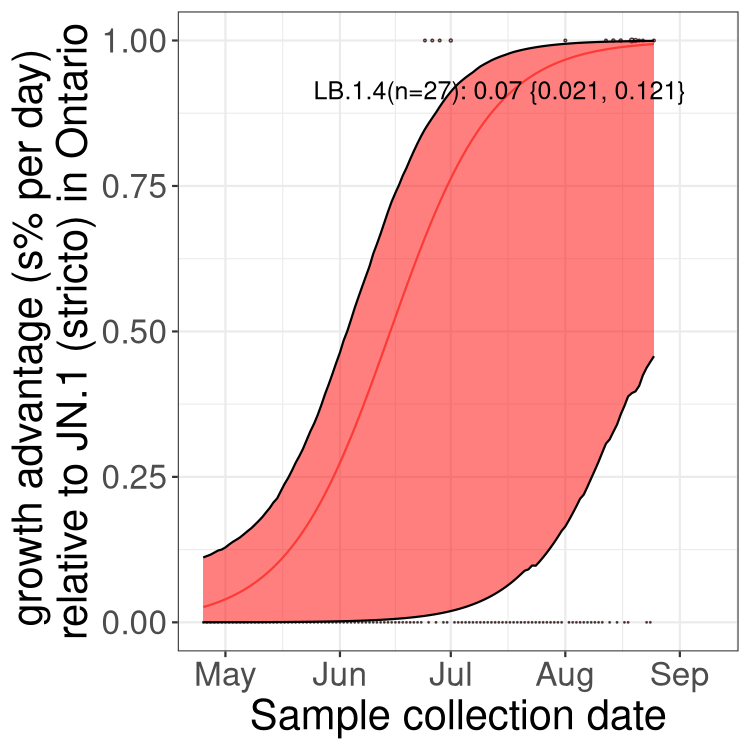 growth advantage (s% per day)
relative to JN.1 (stricto) in Ontario
1.00
0.75
0.50
0.25
0.00
LB.1.4(n=27): 0.07 {0.021, 0.121}
May Jun Jul Aug Sep
Sample collection date